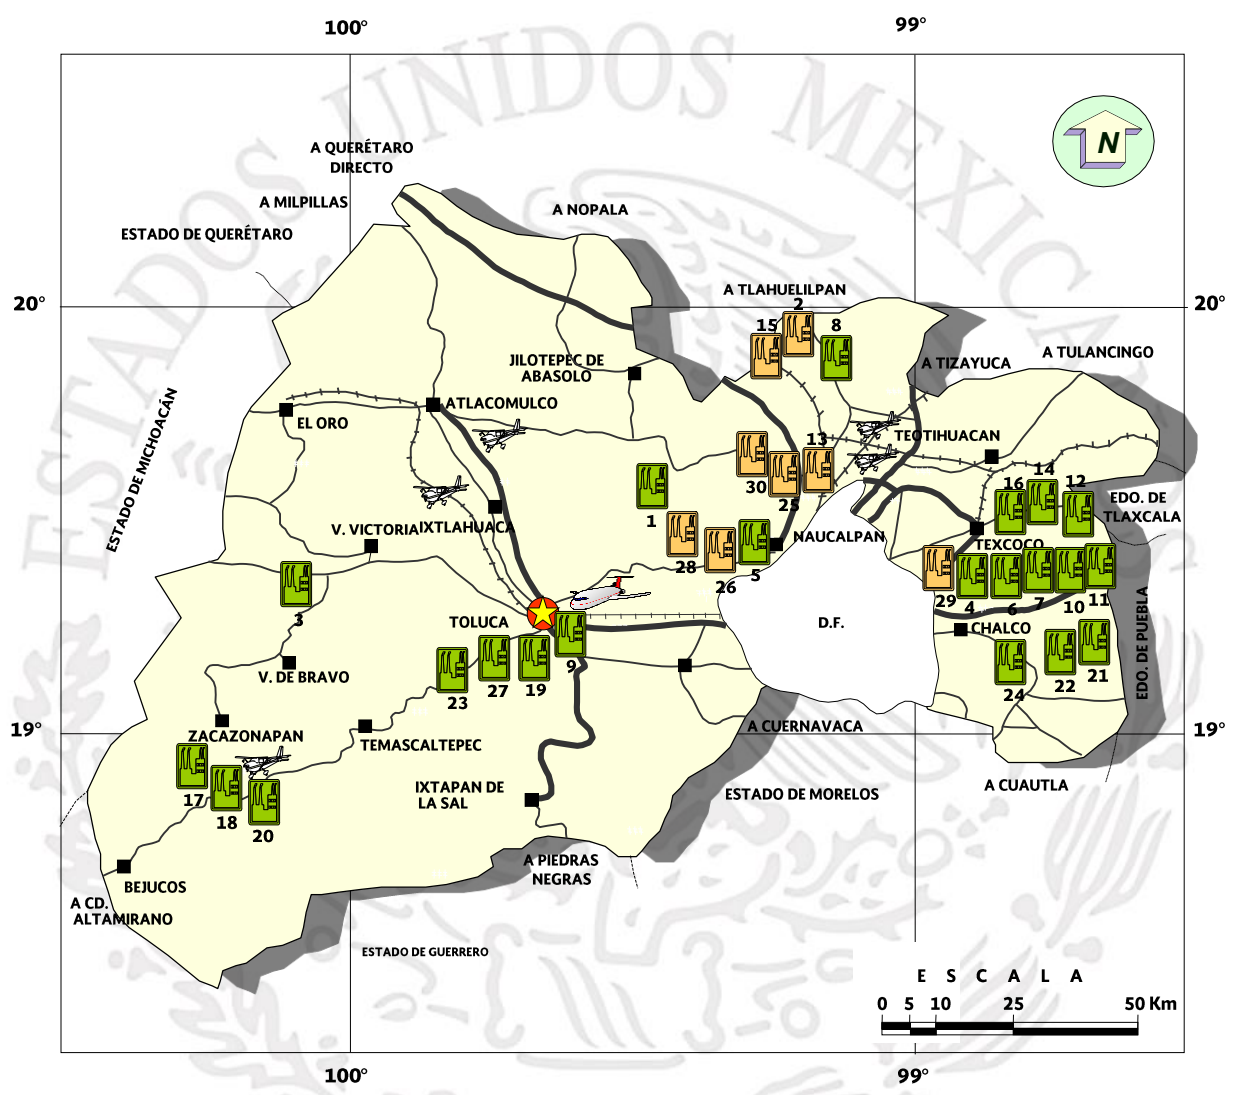 100°
99°
ESTADOS UNIDOS MEXICA
N
A QUERÉTARO
DIRECTO
A MILPILLAS
A NOPALA
ESTADO DE QUERÉTARO
20°
A TLAHUELILPAN
20°
2
15
8
JILOTEPEC DE
ABASOLO
A TIZAYUCA
A TULANCINGO
ESTADO DE MICHOACÁN
ATLACOMULCO
EL ORO
TEOTIHUACAN
13
30
25
16
14
12
1
EDO. DE
TLAXCALA
V. VICTORIA
IXTLAHUACA
NAUCALPAN
TEXCOCO
28
26
5
29
4
6
7
10
11
3
TOLUCA
D.F.
CHALCO
EDO. DE PUEBLA
9
23
27
19
24
22
21
V. DE BRAVO
19°
ZACAZONAPAN
TEMASCALTEPEC
A CUERNAVACA
19°
IXTAPAN DE
LA SAL
ESTADO DE MORELOS
A CUAUTLA
17
18
20
A PIEDRAS
NEGRAS
BEJUCOS
A CD.
ALTAMIRANO
ESTADO DE GUERRERO
E S C A L A
0 5 10 25 50 Km
100°
99°